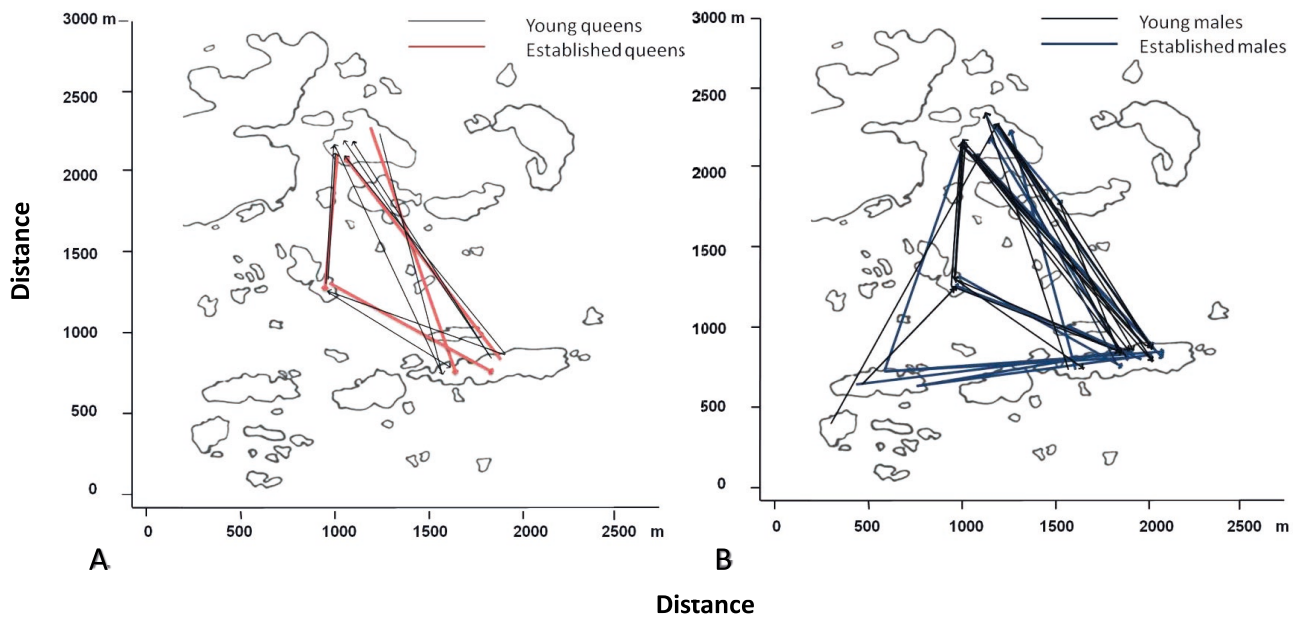 3000 m
2500
2000
1500
1000
500
0
Distance
Young queens
Established queens
0 500 1000 1500 2000 2500 m
A
3000 m
2500
2000
1500
1000
500
0
Young males
Established males
0 500 1000 1500 2000 2500 m
B
Distance